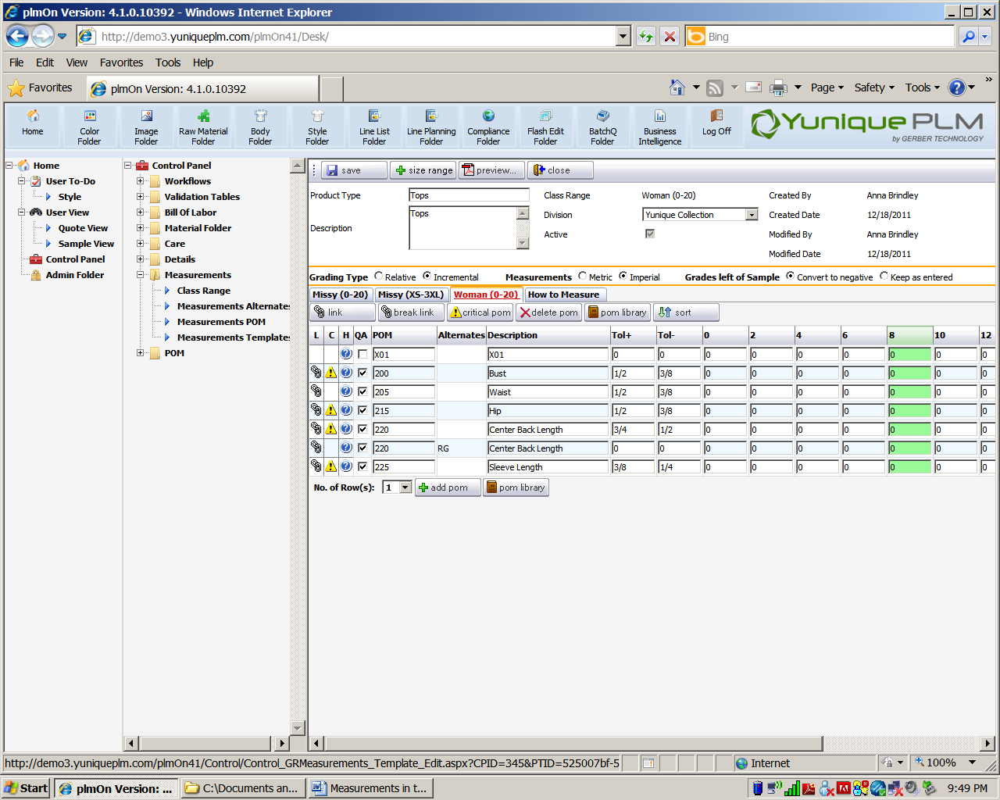 plmOn Version: 4.1.0.10392 - Windows Internet Explorer
http://demo3.yuniqueplm.com/plmOn41/Desk/
Bing
File Edit View Favorites Tools Help
Favorites
plmOn Version: 4.1.0.10392
Page Safety Tools
Home
Color Folder
Image Folder
Raw Material Folder
Body Folder
Style Folder
Line List Folder
Line Planning Folder
Compliance Folder
Flash Edit Folder
BatchQ Folder
Business Intelligence
Log Off
Yunique PLM
by GERBER TECHNOLOGY
Home
User To-Do
Style
User View
Quote View
Sample View
Control Panel
Admin Folder
Control Panel
Workflows
Validation Tables
Bill Of Labor
Material Folder
Care
Details
Measurements
Class Range
Measurements Alternates
Measurements POM
Measurements Templates
POM
save size range preview... close
Product Type Tops Class Range Woman (0-20) Created By Anna Brindley
Description Tops Division Yunique Collection Created Date 12/18/2011
Active Modified By Anna Brindley
Modified Date 12/18/2011
Grading Type Relative Incremental Measurements Metric Imperial Grades left of Sample Convert to negative Keep as entered
Missy (0-20) Missy (XS-3XL) Woman (0-20) How to Measure
link break link critical pom delete pom pom library sort
L C H QA POM Alternates Description Tol+ Tol- 0 2 4 6 8 10 12
X01 X01 0 0 0 0 0 0 0 0 0
200 Bust 1/2 3/8 0 0 0 0 0 0 0
205 Waist 1/2 3/8 0 0 0 0 0 0 0
215 Hip 1/2 3/8 0 0 0 0 0 0 0
220 Center Back Length 3/4 1/2 0 0 0 0 0 0 0
220 RG Center Back Length 0 0 0 0 0 0 0 0 0
225 Sleeve Length 3/8 1/4 0 0 0 0 0 0 0
No. of Row(s): 1 add pom pom library
http://demo3.yuniqueplm.com/plmOn41/Control/Control_GRMeasurements_Template_Edit.aspx?CPID=345&PTID=525007bf-5
Internet
100%
Start plmOn Version: ... C:\Documents an... Measurements in t... 9:49 PM